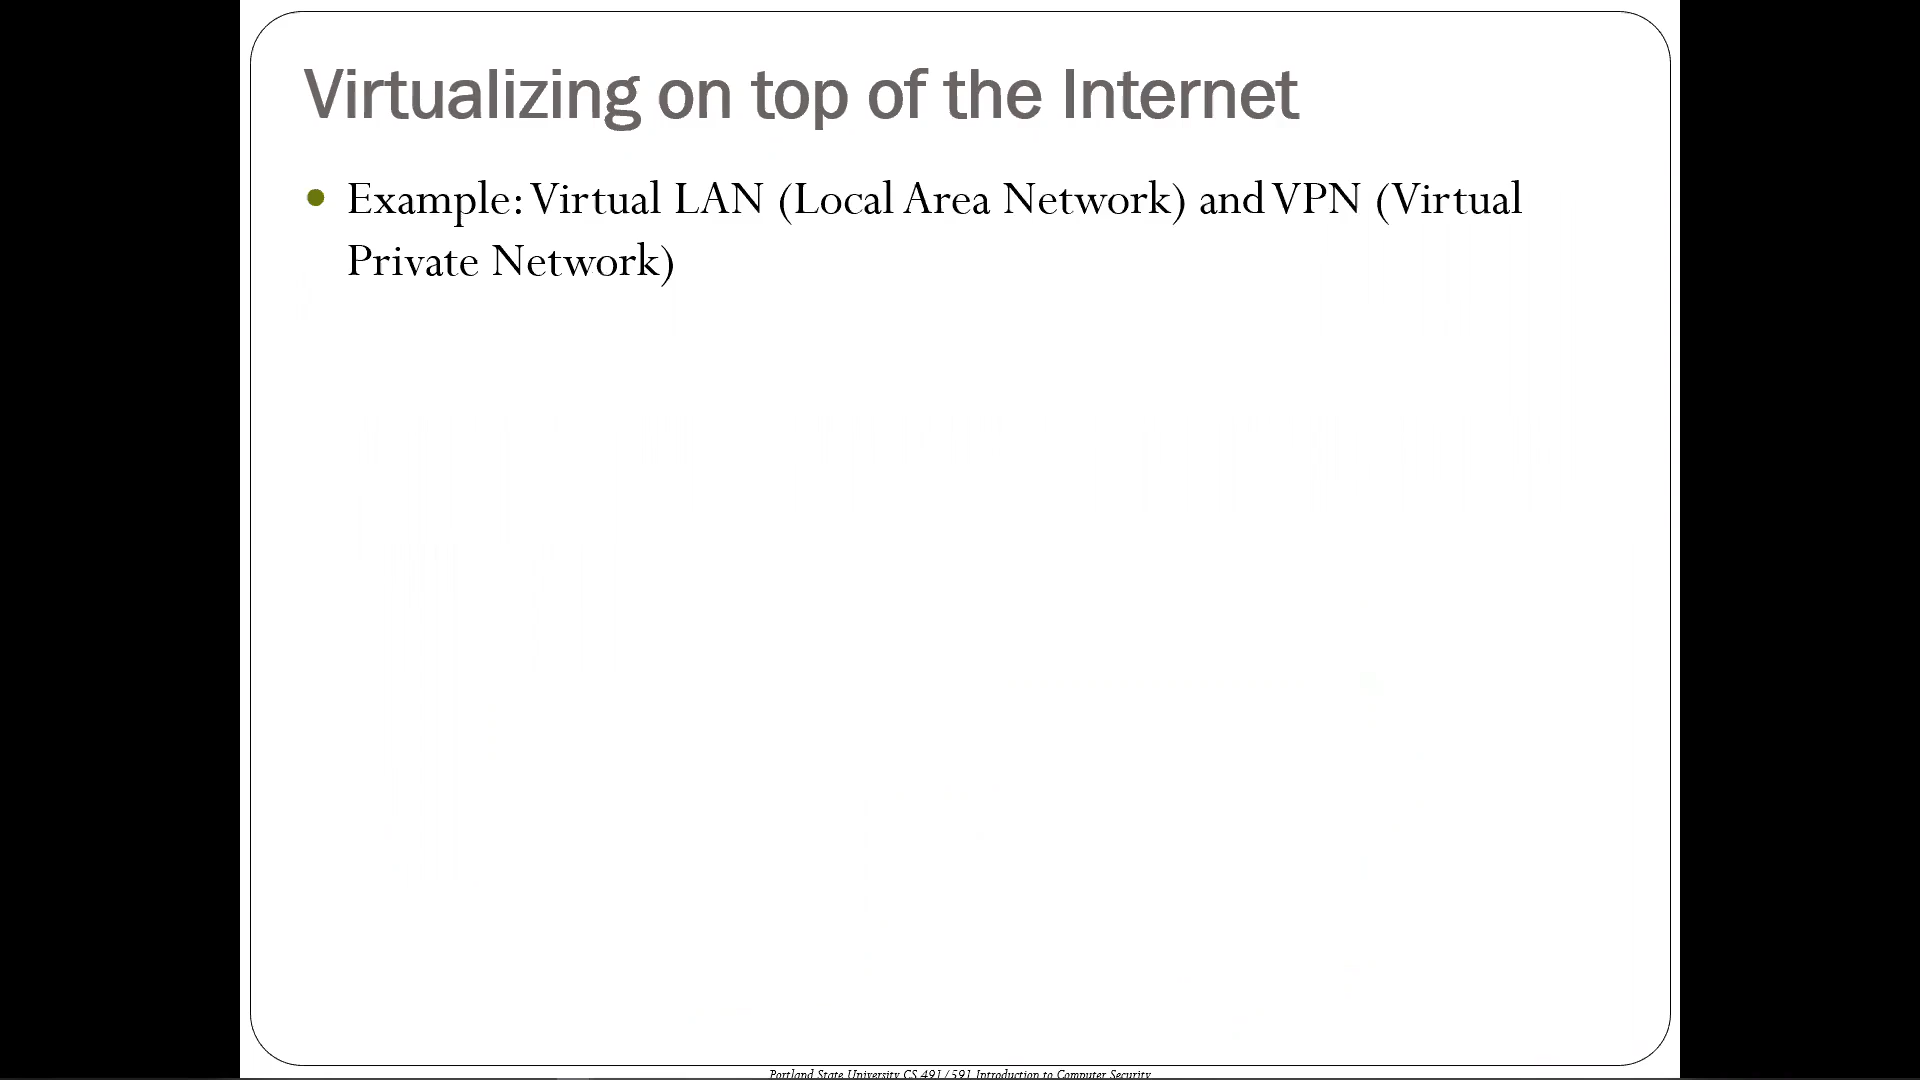 Virtualizing on top of the Internet
Example: Virtual LAN (Local Area Network) and VPN (Virtual
Private Network)
Portland State University CS 491/591 Introduction to Computer Security